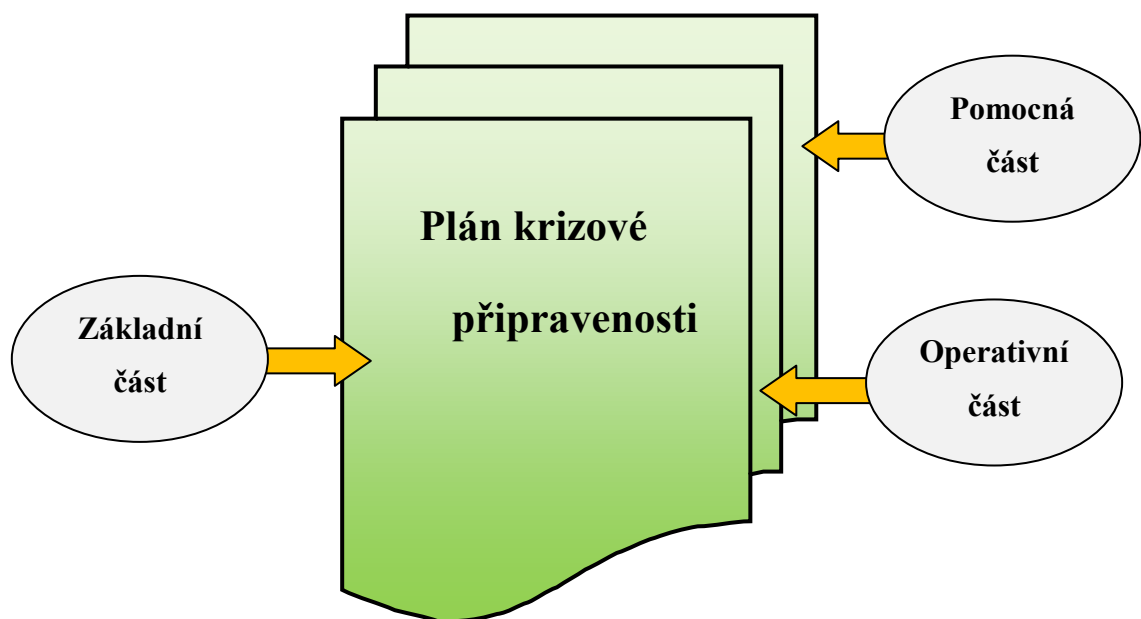 Pomocná
část
Plán krizové
připravenosti
Základní
část
Operativní
část